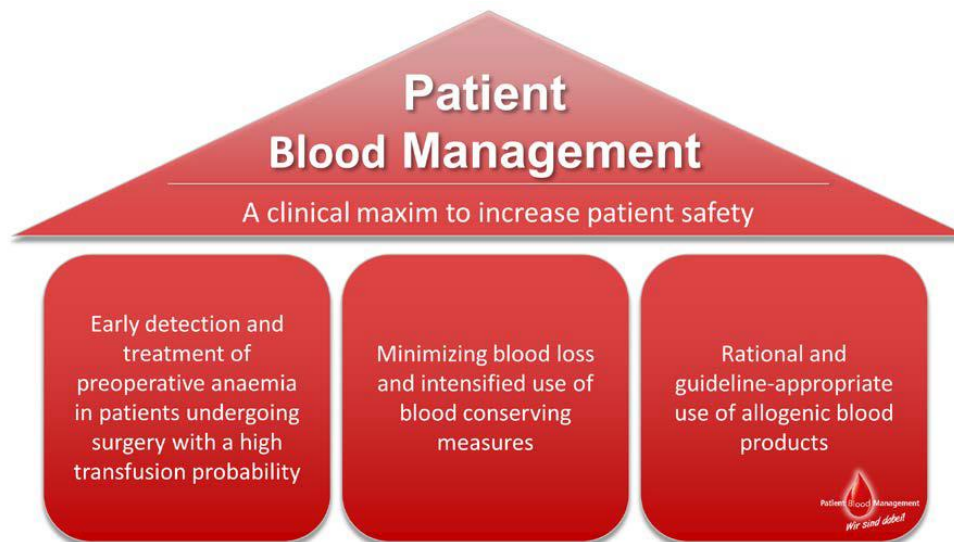 Patient
Blood Management
A clinical maxim to increase patient safety
Early detection and
treatment of
preoperative anaemia
in patients undergoing
surgery with a high
transfusion probability
Minimizing blood loss
and intensified use of
blood conserving
measures
Rational and
guideline-appropriate
use of allogenic blood
products
Patient Blood Management
Wir sind dabei!